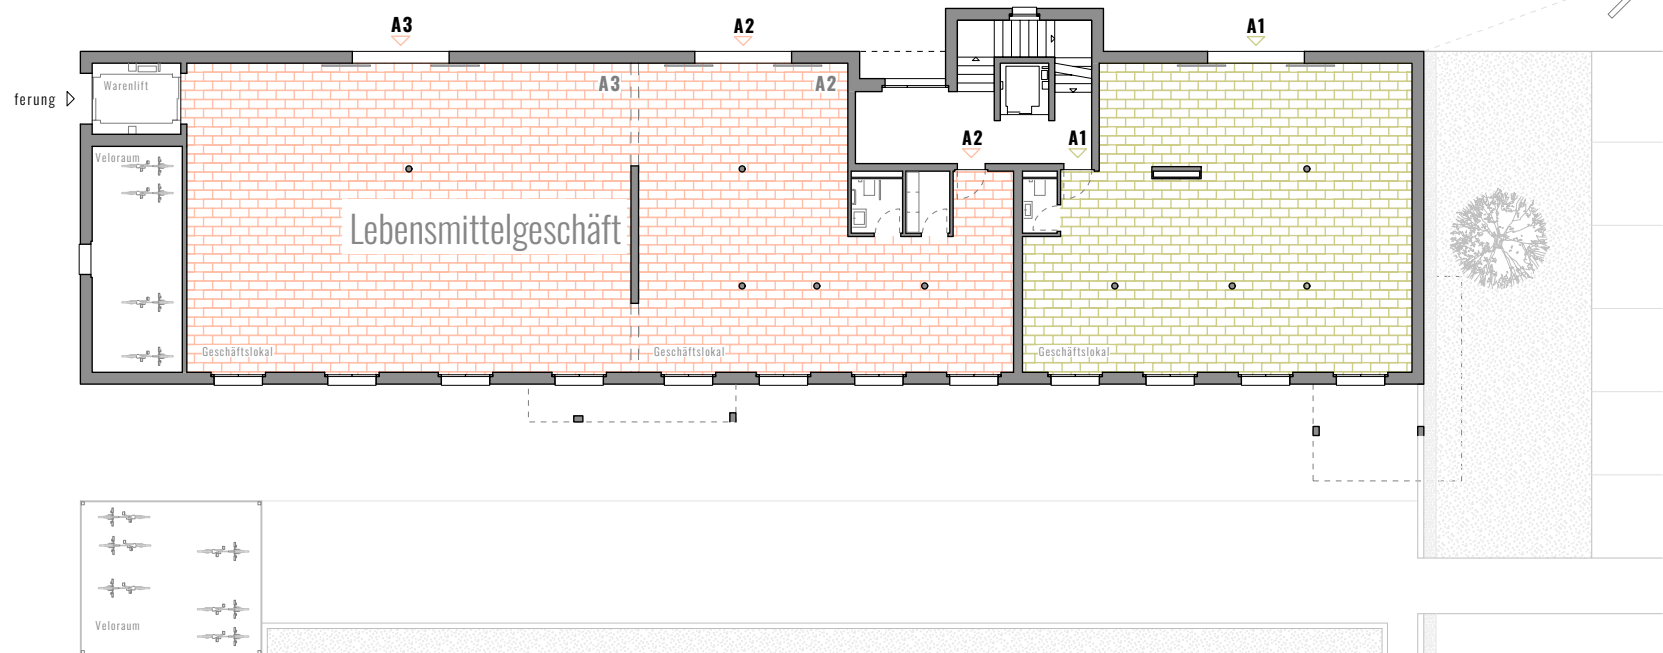 A3
A2
A1
A3
A2
Warenlift
ferung
A2
A1
Veloraum
Lebensmittelgeschäft
Geschäftslokal
Geschäftslokal
Geschäftslokal
Veloraum